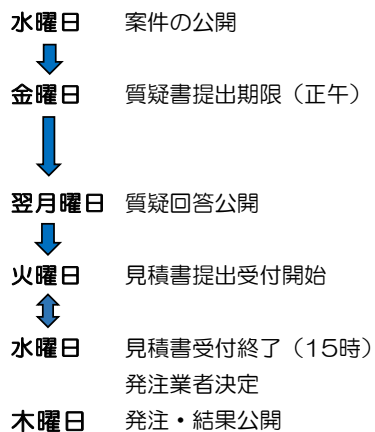 水曜日 案件の公開
金曜日 質疑書提出期限（正午）
翌月曜日 質疑回答公開
火曜日 見積書提出受付開始
水曜日 見積書受付終了（15時）
発注業者決定
木曜日 発注・結果公開